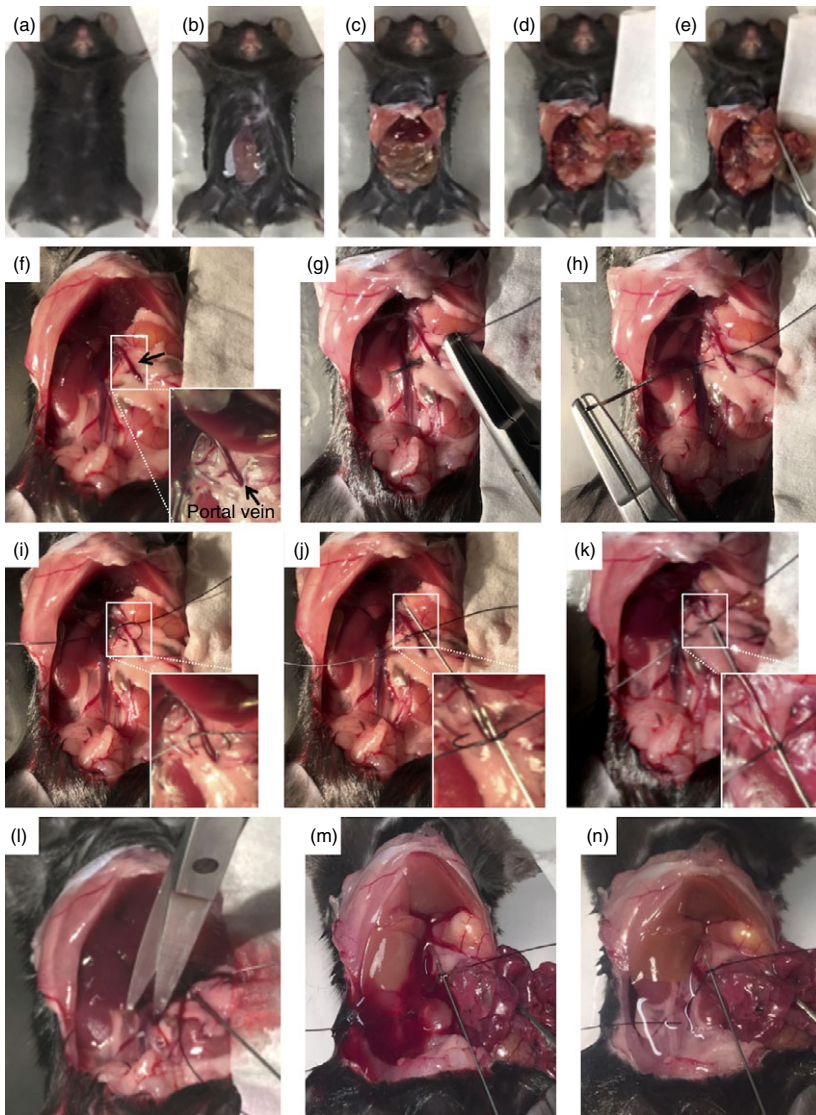 (a)
(b)
(c)
(d)
(e)
(f)
(g)
(h)
Portal vein
(i)
(j)
(k)
(l)
(m)
(n)